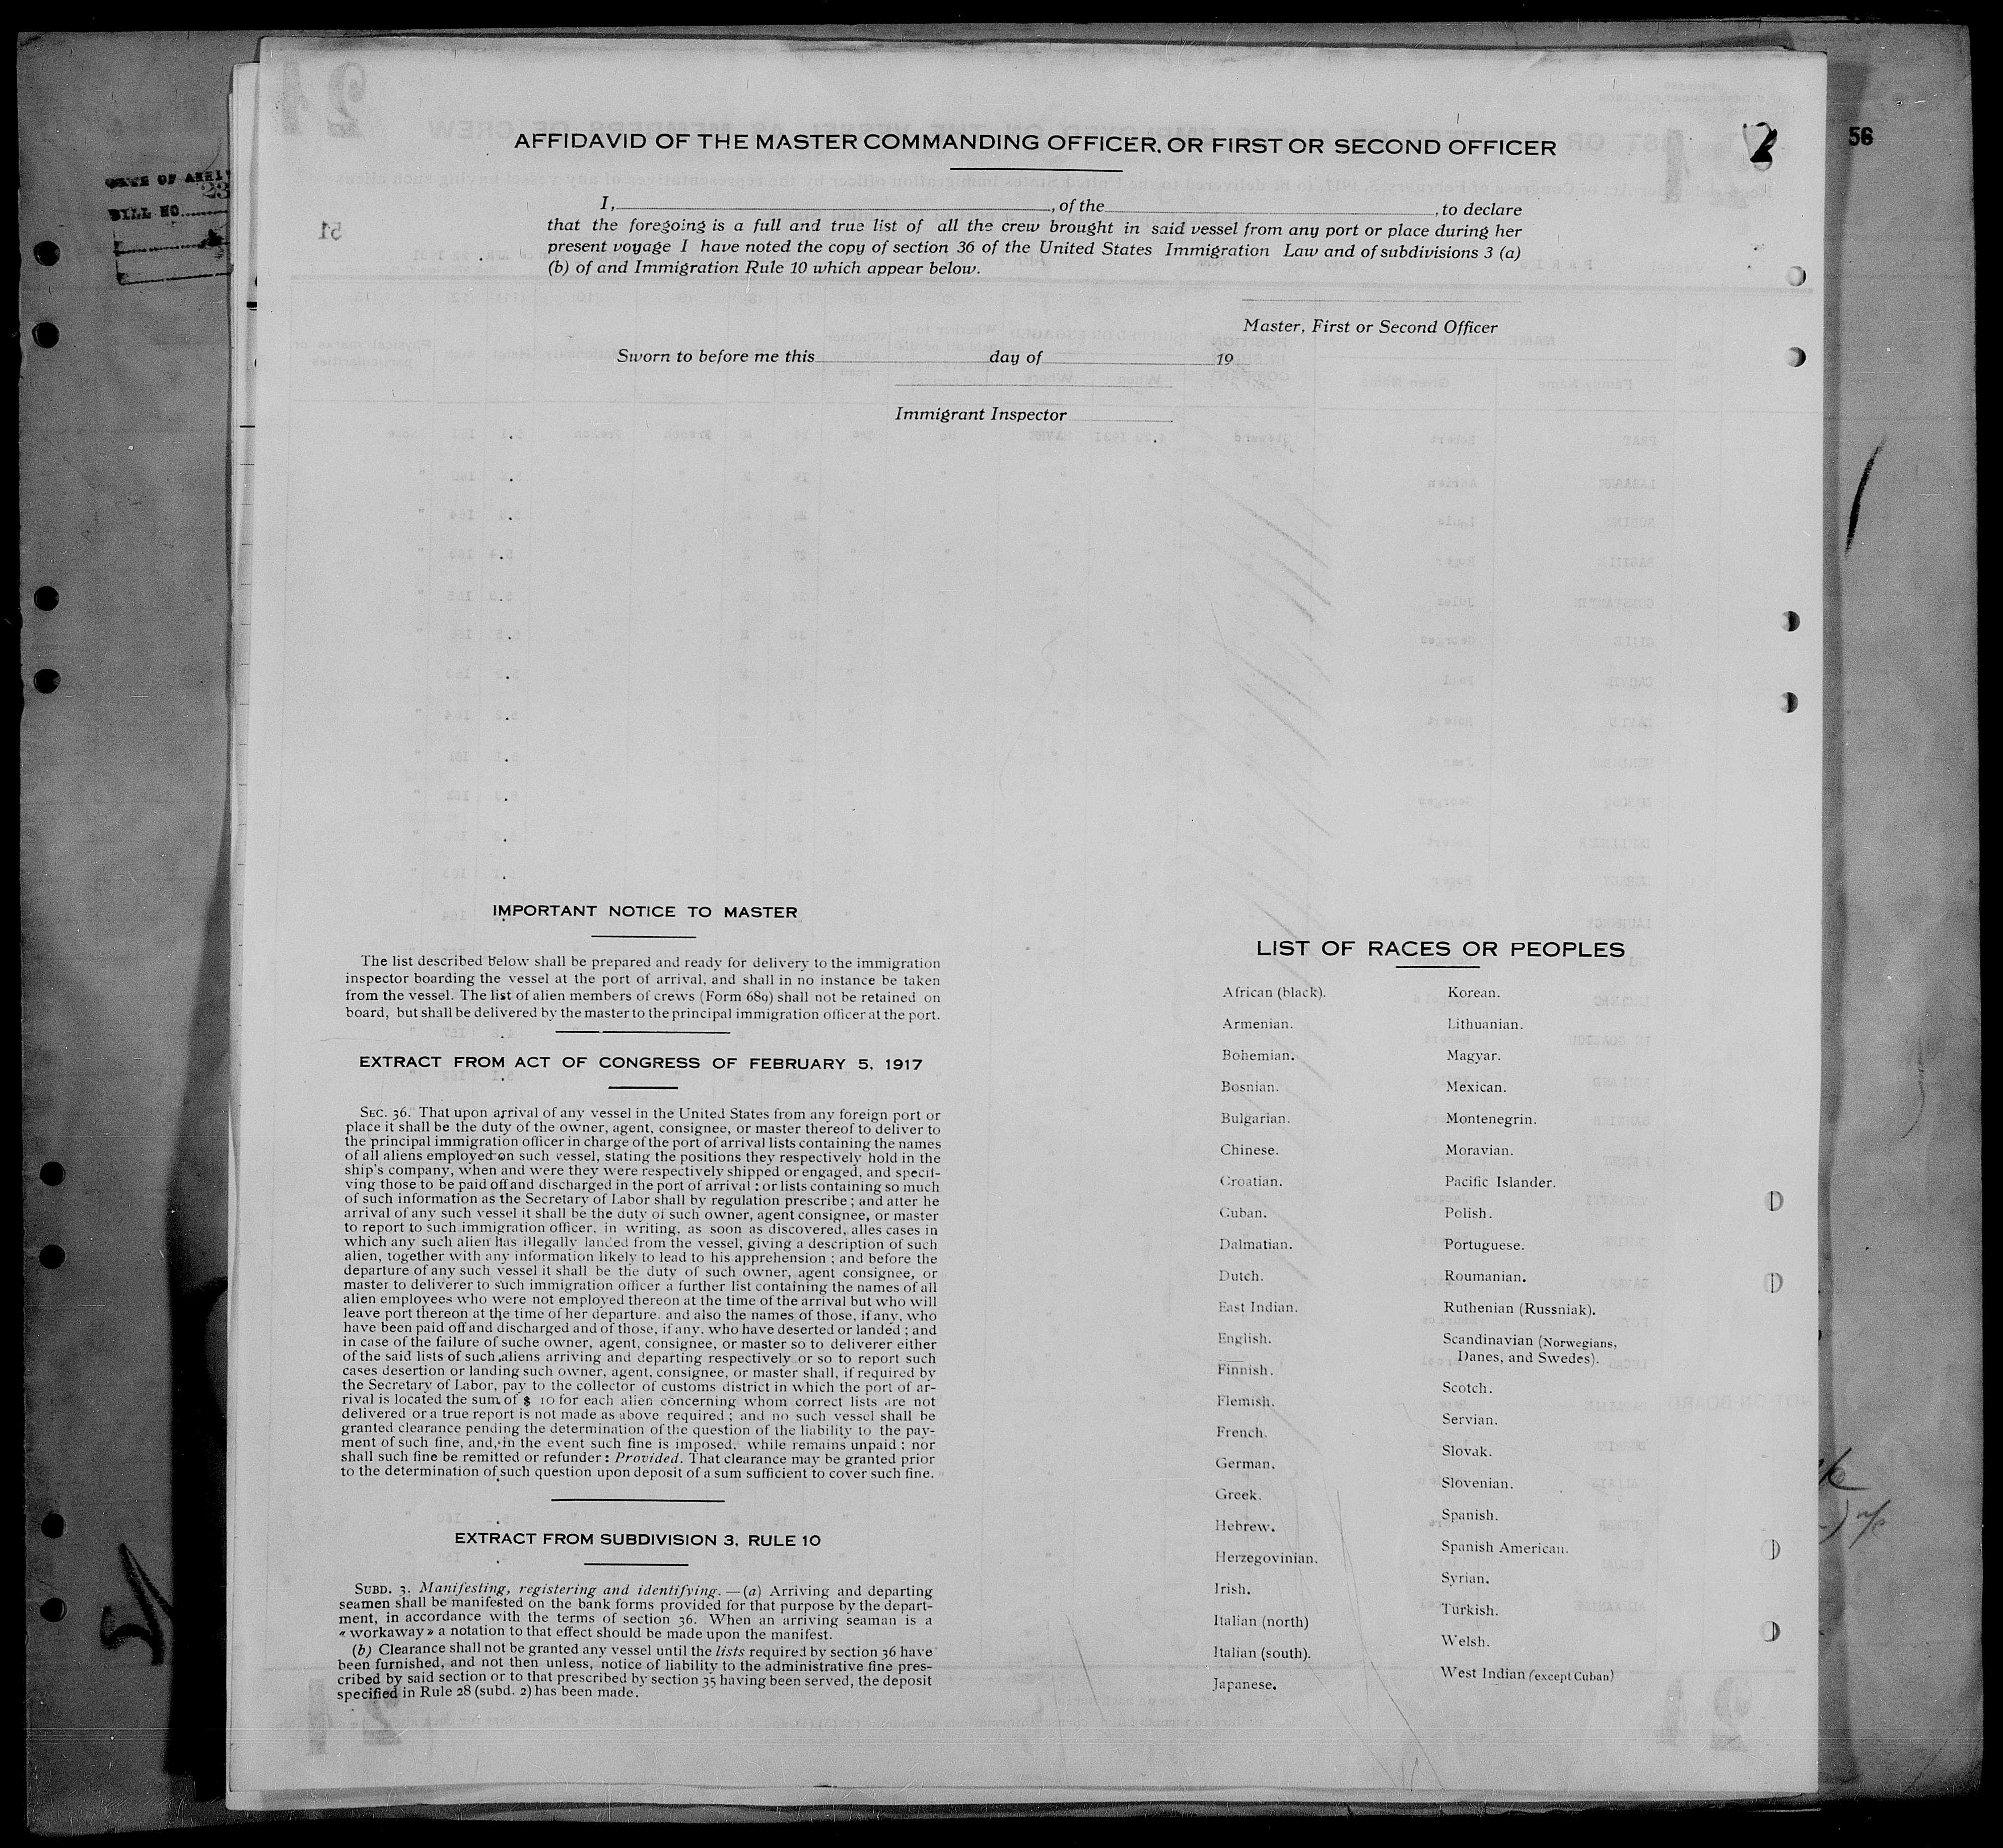 AFFIDAVID OF THE MASTER COMMANDING OFFICER, OR FIRST OR SECOND OFFICER
2
56
I, , of the , to declare
that the foregoing is a full and true list of all the crew brought in said vessel from any port or place during her
present voyage I have noted the copy of section 36 of the United States Immigration Law and of subdivisions 3 (a)
(b) of and Immigration Rule 10 which appear below.
Master, First or Second Officer
Sworn to before me this day of 19
Immigrant Inspector
BILL NO.
23
51
IMPORTANT NOTICE TO MASTER
The list described below shall be prepared and ready for delivery to the immigration
inspector boarding the vessel at the port of arrival, and shall in no instance be taken
from the vessel. The list of alien members of crews (Form 689) shall not be retained on
board, but shall be delivered by the master to the principal immigration officer at the port.
EXTRACT FROM ACT OF CONGRESS OF FEBRUARY 5, 1917
SEC. 36. That upon arrival of any vessel in the United States from any foreign port or
place it shall be the duty of the owner, agent, consignee, or master thereof to deliver to
the principal immigration officer in charge of the port of arrival lists containing the names
of all aliens employed on such vessel, stating the positions they respectively hold in the
ship's company, when and were they were respectively shipped or engaged, and specif-
ving those to be paid off and discharged in the port of arrival : or lists containing so much
of such information as the Secretary of Labor shall by regulation prescribe ; and atter he
arrival of any such vessel it shall be the duty of such owner, agent consignee, or master
to report to such immigration officer, in writing, as soon as discovered, alles cases in
which any such alien has illegally landed from the vessel, giving a description of such
alien, together with any information likely to lead to his apprehension ; and before the
departure of any such vessel it shall be the duty of such owner, agent consignee, or
master to deliverer to such immigration officer a further list containing the names of all
alien employees who were not employed thereon at the time of the arrival but who will
leave port thereon at the time of her departure. and also the names of those, if any, who
have been paid off and discharged and of those, if any. who have deserted or landed ; and
in case of the failure of suche owner, agent, consignee, or master so to deliverer either
of the said lists of such aliens arriving and departing respectively or so to report such
cases desertion or landing such owner, agent, consignee, or master shall, if required by
the Secretary of Labor, pay to the collector of customs district in which the port of ar-
rival is located the sum of $ 10 for each alien concerning whom correct lists are not
delivered or a true report is not made as above required ; and no such vessel shall be
granted clearance pending the determination of the question of the liability to the pay-
ment of such fine, and, in the event such fine is imposed, while remains unpaid ; nor
shall such fine be remitted or refunder : Provided. That clearance may be granted prior
to the determination of such question upon deposit of a sum sufficient to cover such fine.
EXTRACT FROM SUBDIVISION 3, RULE 10
SUBD. 3. Manifesting, registering and identifying. — (a) Arriving and departing
seamen shall be manifested on the bank forms provided for that purpose by the depart-
ment, in accordance with the terms of section 36. When an arriving seaman is a
« workaway » a notation to that effect should be made upon the manifest.
(b) Clearance shall not be granted any vessel until the lists required by section 36 have
been furnished, and not then unless, notice of liability to the administrative fine pres-
cribed by said section or to that prescribed by section 35 having been served, the deposit
specified in Rule 28 (subd. 2) has been made.
LIST OF RACES OR PEOPLES
African (black).
Armenian.
Bohemian.
Bosnian.
Bulgarian.
Chinese.
Croatian.
Cuban.
Dalmatian.
Dutch.
East Indian.
English.
Finnish.
Flemish.
French.
German.
Greek.
Hebrew.
Herzegovinian.
Irish.
Italian (north)
Italian (south).
Japanese.
Korean.
Lithuanian.
Magyar.
Mexican.
Montenegrin.
Moravian.
Pacific Islander.
Polish.
Portuguese.
Roumanian.
Ruthenian (Russniak).
Scandinavian (Norwegians,
Danes, and Swedes).
Scotch.
Servian.
Slovak.
Slovenian.
Spanish.
Spanish American.
Syrian.
Turkish.
Welsh.
West Indian (except Cuban)